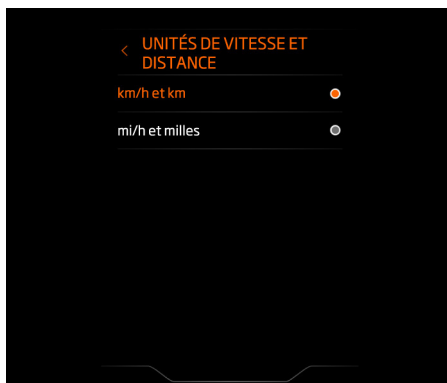 UNITÉS DE VITESSE ET
DISTANCE
km/h et km
mi/h et milles